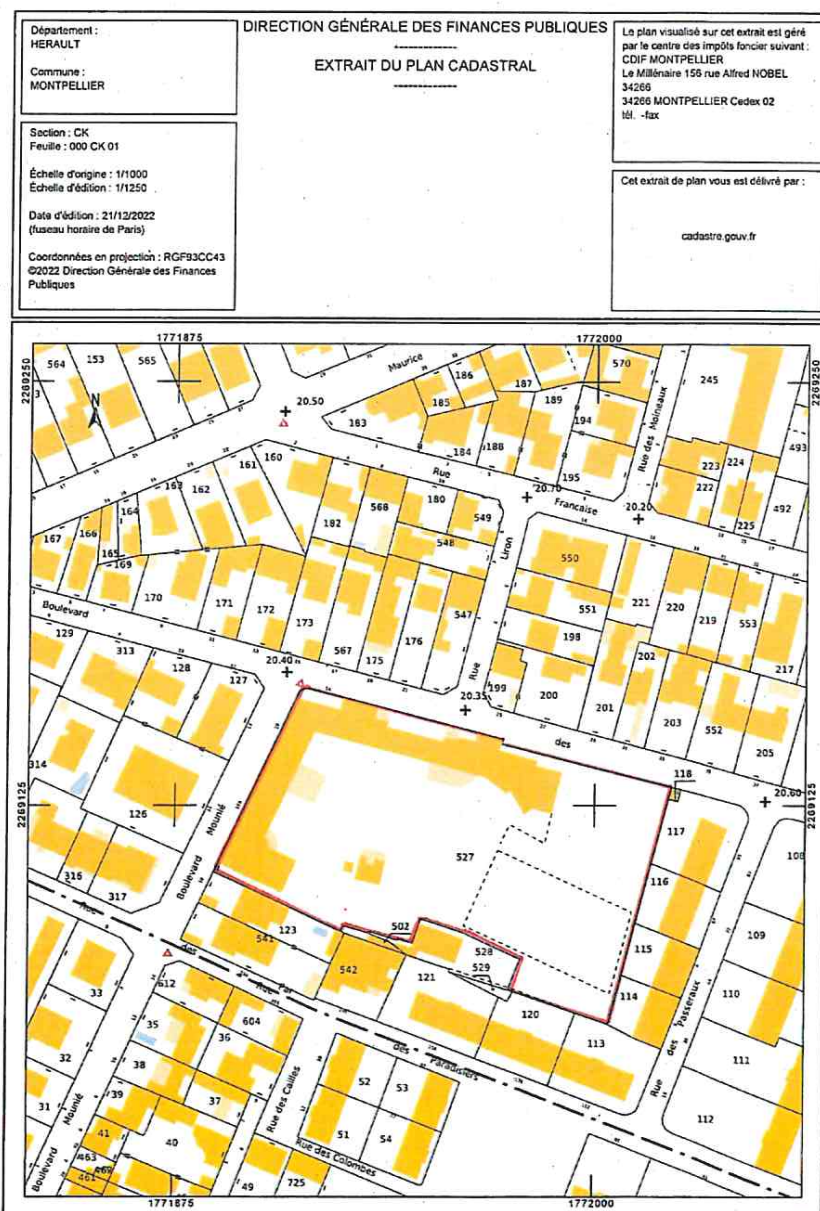 Département :
HERAULT
Commune :
MONTPELLIER
Section : CK
Feuille : 000 CK 01
Échelle d'origine : 1/1000
Échelle d'édition : 1/1250
Date d'édition : 21/12/2022
(fuseau horaire de Paris)
Coordonnées en projection : RGF93CC43
©2022 Direction Générale des Finances
Publiques
DIRECTION GÉNÉRALE DES FINANCES PUBLIQUES
-------------
EXTRAIT DU PLAN CADASTRAL
-------------
Le plan visualisé sur cet extrait est géré
par le centre des impôts foncier suivant :
CDIF MONTPELLIER
Le Millénaire 156 rue Alfred NOBEL
34266
34266 MONTPELLIER Cedex 02
tél. -fax
Cet extrait de plan vous est délivré par :
cadastre.gouv.fr
1771875
1772000
2269250
2269250
564
153
565
N
20.50
Maurice
186
185
187
183
184
188
189
194
195
570
Rue des Moineaux
245
493
223
224
222
225
492
Rue
20.70
Francaise
20.20
160
161
162
163
164
165
166
167
169
182
568
180
549
548
Liron
550
551
221
220
219
553
217
170
171
172
173
567
175
176
547
198
202
Boulevard
129
313
128
127
20.40
Rue
199
20.35
200
201
203
552
205
des
314
126
315
317
2269125
2269125
Boulevard Mounié
118
20.60
117
116
115
114
108
109
110
111
112
527
502
528
529
123
541
542
121
120
113
Rue
des
Rue Par
des
Paradisiers
Rue des Passeraux
33
32
31
612
35
36
604
38
37
39
40
41
463
461
49
725
52
53
51
54
Rue des Cailles
Rue des Colombes
Boulevard Mounié
1771875
1772000